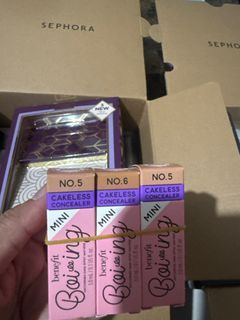 SEPHORA
SEPHORA
NEW
NO. 5
CAKELESS
CONCEALER
MINI
benefit
Boi-ing
NO. 6
CAKELESS
CONCEALER
MINI
benefit
Boi-ing
NO. 5
CAKELESS
CONCEALER
MINI
benefit
Boi-ing